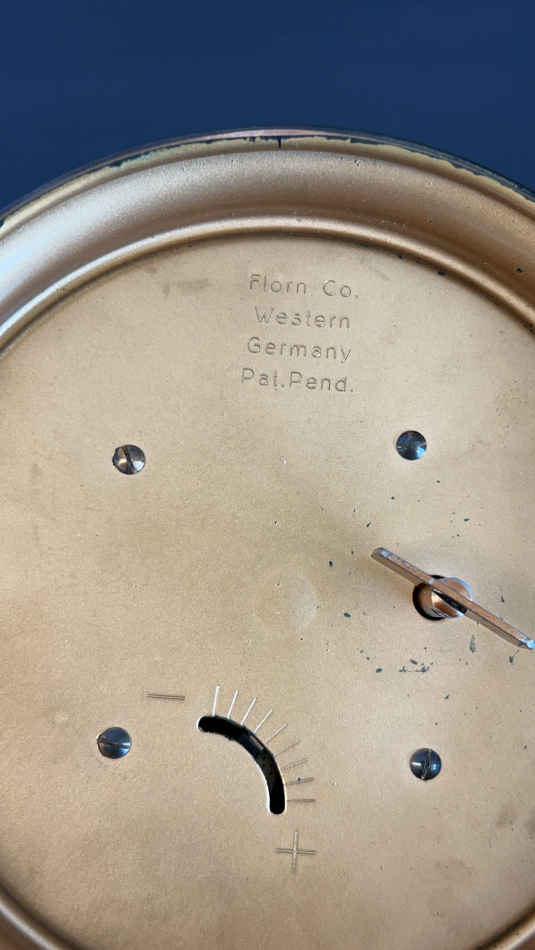 Florn Co.
Western
Germany
Pat.Pend.
—
+